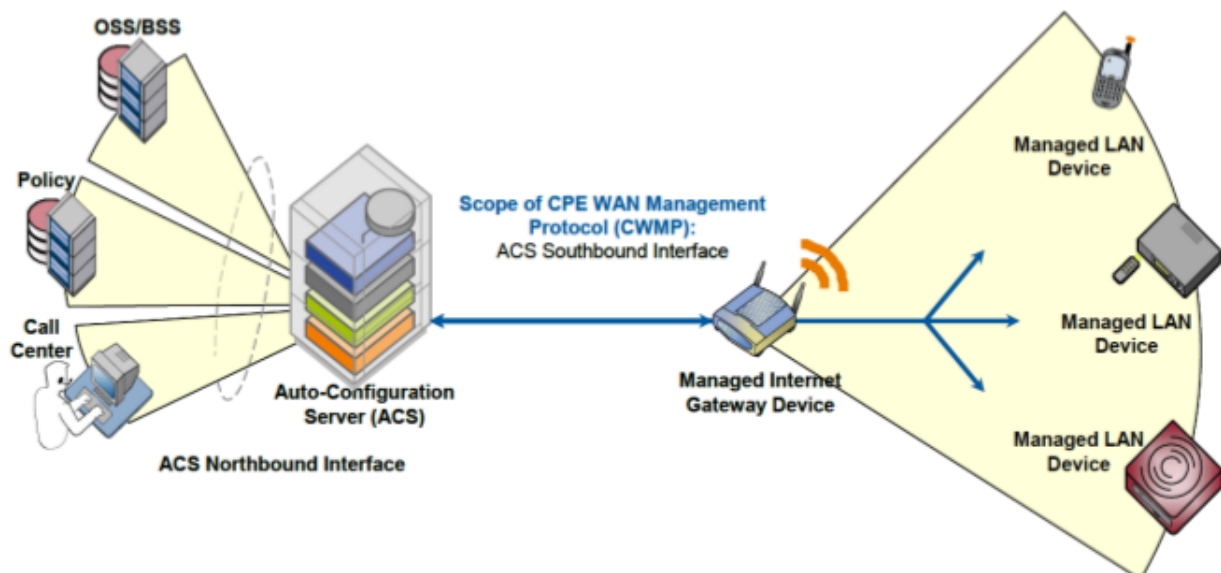 OSS/BSS
Policy
Call
Center
Auto-Configuration
Server (ACS)
ACS Northbound Interface
Scope of CPE WAN Management
Protocol (CWMP):
ACS Southbound Interface
Managed Internet
Gateway Device
Managed LAN
Device
Managed LAN
Device
Managed LAN
Device